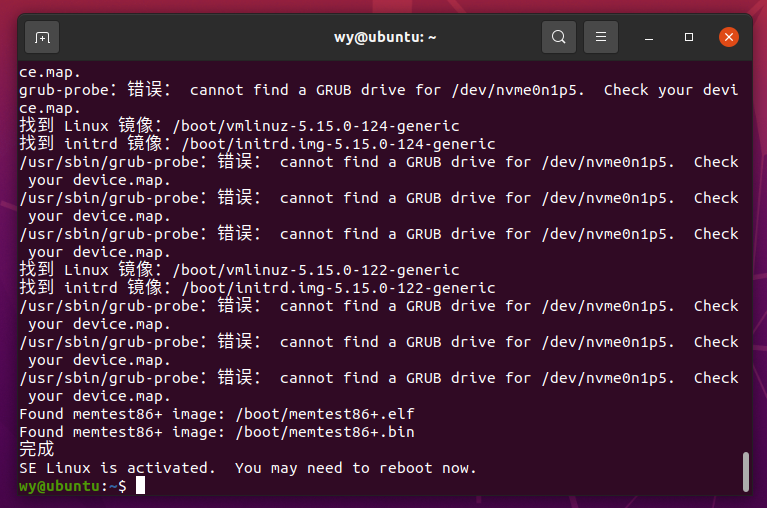 wy@ubuntu: ~
ce.map.
grub-probe：错误： cannot find a GRUB drive for /dev/nvme0n1p5.  Check your devi
ce.map.
找到 Linux 镜像：/boot/vmlinuz-5.15.0-124-generic
找到 initrd 镜像：/boot/initrd.img-5.15.0-124-generic
/usr/sbin/grub-probe：错误： cannot find a GRUB drive for /dev/nvme0n1p5.  Check
 your device.map.
/usr/sbin/grub-probe：错误： cannot find a GRUB drive for /dev/nvme0n1p5.  Check
 your device.map.
/usr/sbin/grub-probe：错误： cannot find a GRUB drive for /dev/nvme0n1p5.  Check
 your device.map.
找到 Linux 镜像：/boot/vmlinuz-5.15.0-122-generic
找到 initrd 镜像：/boot/initrd.img-5.15.0-122-generic
/usr/sbin/grub-probe：错误： cannot find a GRUB drive for /dev/nvme0n1p5.  Check
 your device.map.
/usr/sbin/grub-probe：错误： cannot find a GRUB drive for /dev/nvme0n1p5.  Check
 your device.map.
/usr/sbin/grub-probe：错误： cannot find a GRUB drive for /dev/nvme0n1p5.  Check
 your device.map.
Found memtest86+ image: /boot/memtest86+.elf
Found memtest86+ image: /boot/memtest86+.bin
完成
SE Linux is activated.  You may need to reboot now.
wy@ubuntu:~$